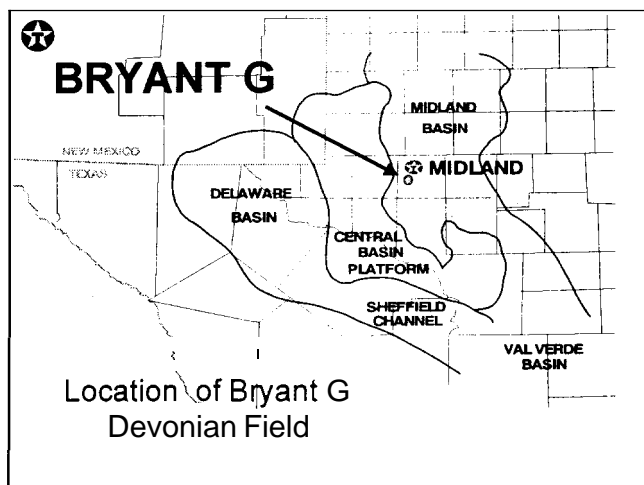 BRYANT G
MIDLAND
BASIN
NEW MEXICO
TEXAS
MIDLAND
DELAWARE
BASIN
CENTRAL
BASIN
PLATFORM
SHEFFIELD
CHANNEL
VAL VERDE
BASIN
Location of Bryant G
Devonian Field